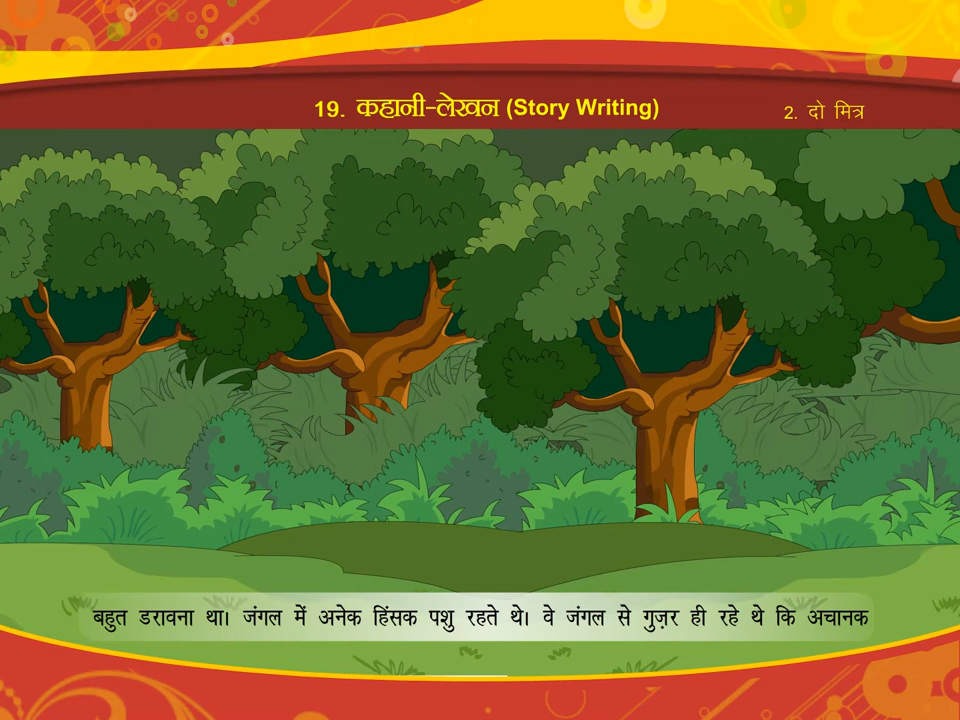 19. कहानी-लेखन (Story Writing)
2. दो मित्र
बहुत डरावना था। जंगल में अनेक हिंसक पशु रहते थे। वे जंगल से गुज़र ही रहे थे कि अचानक